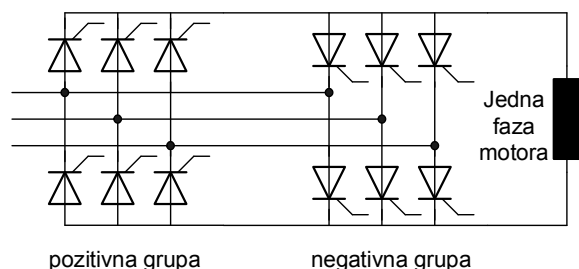 Jedna
faza
motora
pozitivna grupa
negativna grupa